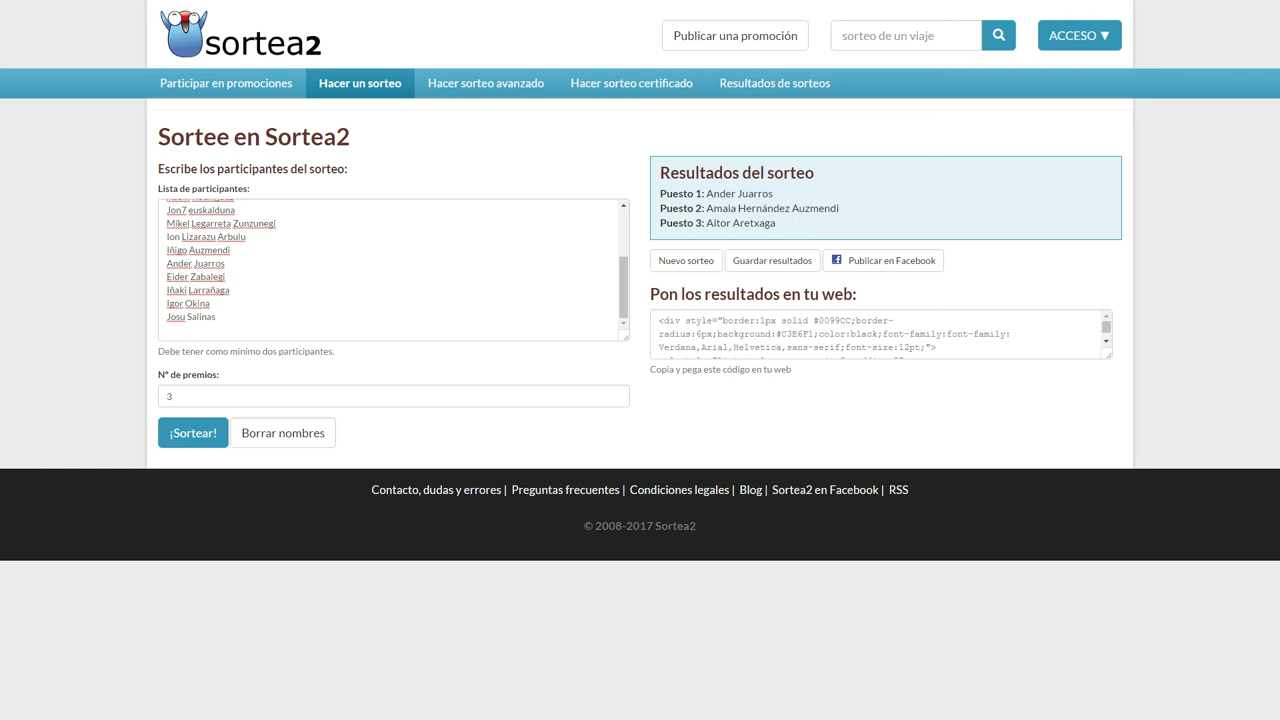 sortea2
Publicar una promoción
sorteo de un viaje
ACCESO ▼
Participar en promociones
Hacer un sorteo
Hacer sorteo avanzado
Hacer sorteo certificado
Resultados de sorteos
Sortee en Sortea2
Escribe los participantes del sorteo:
Lista de participantes:
Jon7 euskalduna
Mikel Legarreta Zunzunegi
Ion Lizarazu Arbulu
Iñigo Auzmendi
Ander Juarros
Eider Zabalegi
Iñaki Larrañaga
Igor Okina
Josu Salinas
Debe tener como mínimo dos participantes.
Nº de premios:
3
¡Sortear!
Borrar nombres
Resultados del sorteo
Puesto 1: Ander Juarros
Puesto 2: Amaia Hernández Auzmendi
Puesto 3: Aitor Aretxaga
Nuevo sorteo
Guardar resultados
Publicar en Facebook
Pon los resultados en tu web:
<div style="border:1px solid #0099CC;border-
radius:6px;background:#C3E6F1;color:black;font-family:font-family:
Verdana,Arial,Helvetica,sans-serif;font-size:12pt;">
Copia y pega este código en tu web
Contacto, dudas y errores | Preguntas frecuentes | Condiciones legales | Blog | Sortea2 en Facebook | RSS
© 2008-2017 Sortea2